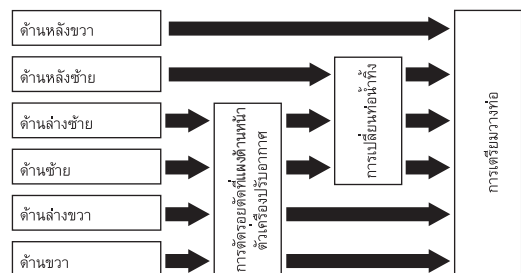 ด้านหลังขวา
ด้านหลังซ้าย
ด้านล่างซ้าย
ด้านซ้าย
ด้านล่างขวา
ด้านขวา
การตัดรอยตัดที่แผงด้านหน้า
ตัวเครื่องปรับอากาศ
การเปลี่ยนท่อน้ำทิ้ง
การเตรียมวางท่อ